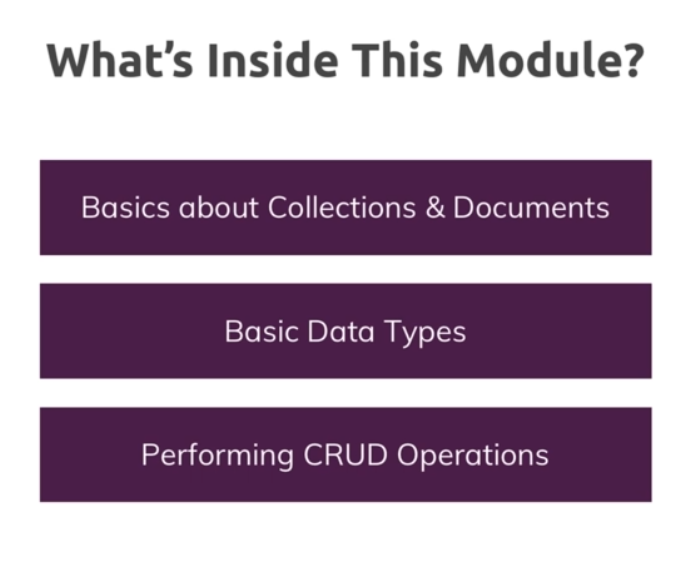 What’s Inside This Module?
Basics about Collections & Documents
Basic Data Types
Performing CRUD Operations